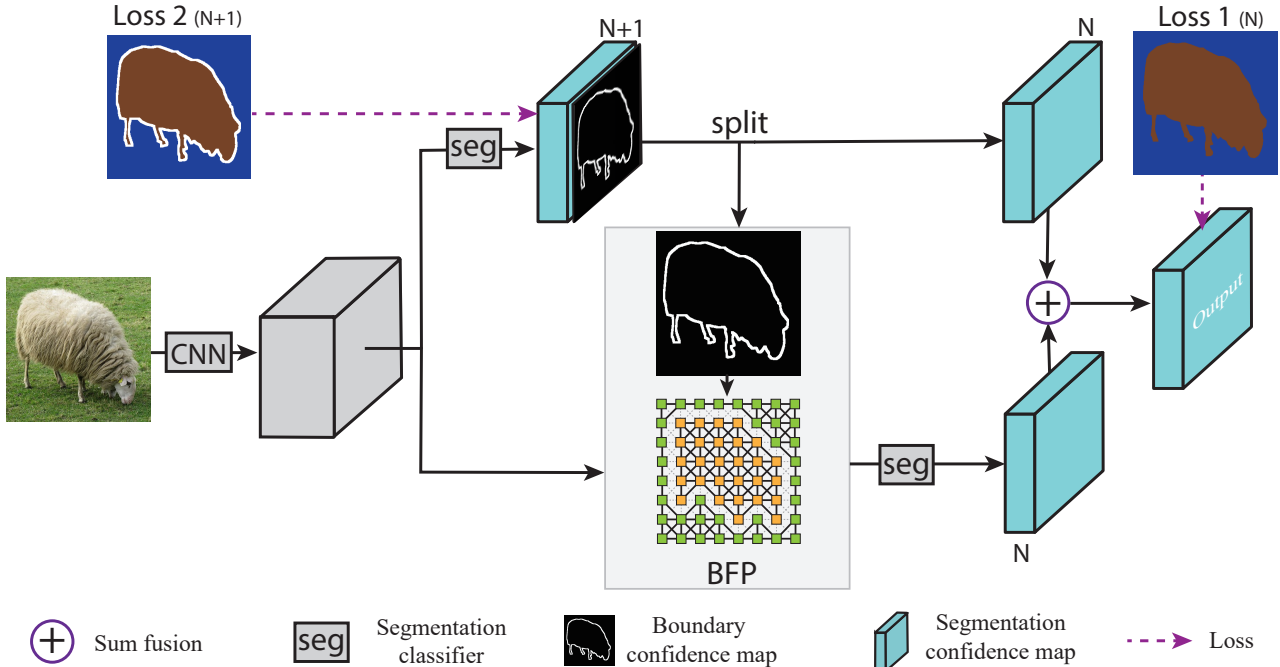 Loss 2 (N+1)
N+1
N
Loss 1 (N)
split
seg
CNN
Output
seg
BFP
N
Sum fusion
seg
Segmentation
classifier
Boundary
confidence map
Segmentation
confidence map
Loss